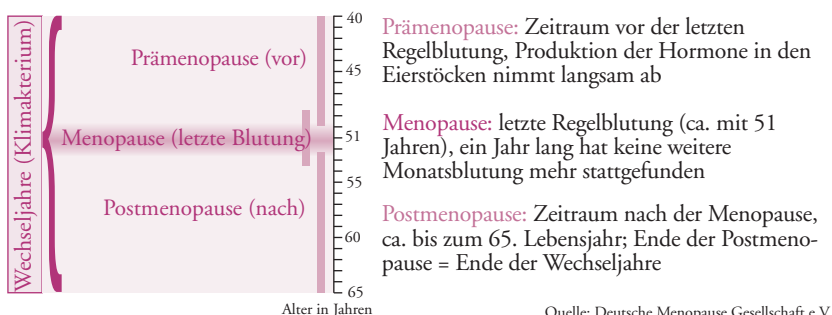 Wechseljahre (Klimakterium)
Prämenopause (vor)
Menopause (letzte Blutung)
Postmenopause (nach)
40
45
51
55
60
65
Alter in Jahren
Prämenopause: Zeitraum vor der letzten
Regelblutung, Produktion der Hormone in den
Eierstöcken nimmt langsam ab
Menopause: letzte Regelblutung (ca. mit 51
Jahren), ein Jahr lang hat keine weitere
Monatsblutung mehr stattgefunden
Postmenopause: Zeitraum nach der Menopause,
ca. bis zum 65. Lebensjahr; Ende der Postmeno-
pause = Ende der Wechseljahre
Quelle: Deutsche Menopause Gesellschaft e.V.